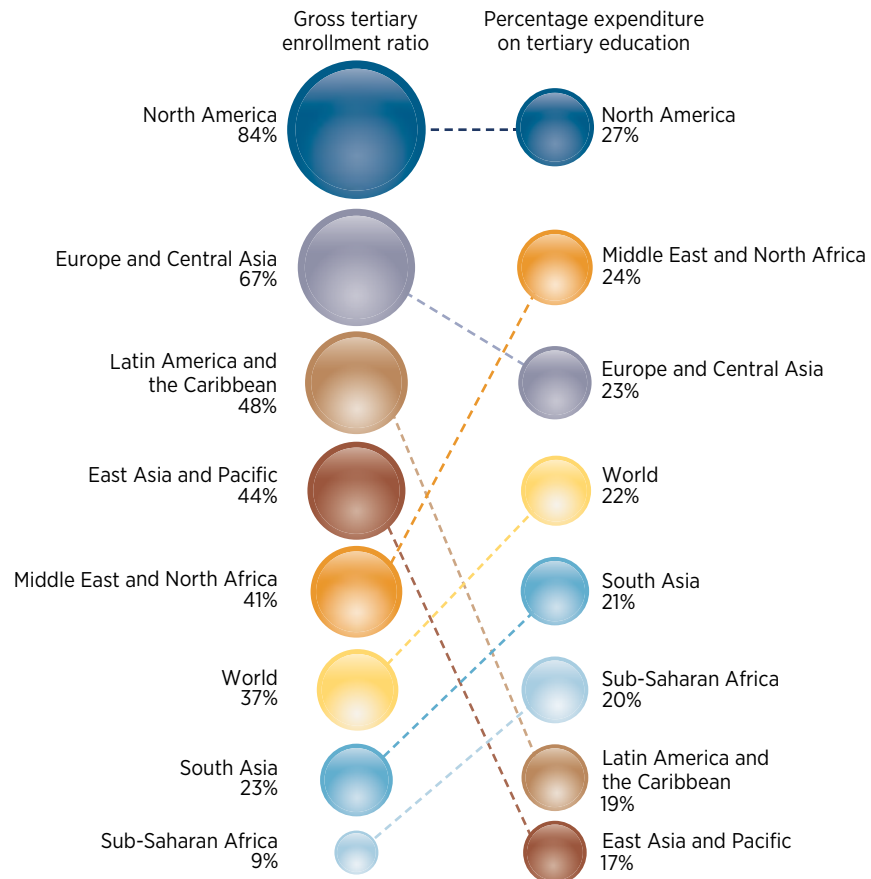 Gross tertiary
enrollment ratio
Percentage expenditure
on tertiary education
North America
84%
North America
27%
Europe and Central Asia
67%
Middle East and North Africa
24%
Latin America and
the Caribbean
48%
Europe and Central Asia
23%
East Asia and Pacific
44%
World
22%
Middle East and North Africa
41%
South Asia
21%
World
37%
Sub-Saharan Africa
20%
South Asia
23%
Latin America and
the Caribbean
19%
Sub-Saharan Africa
9%
East Asia and Pacific
17%